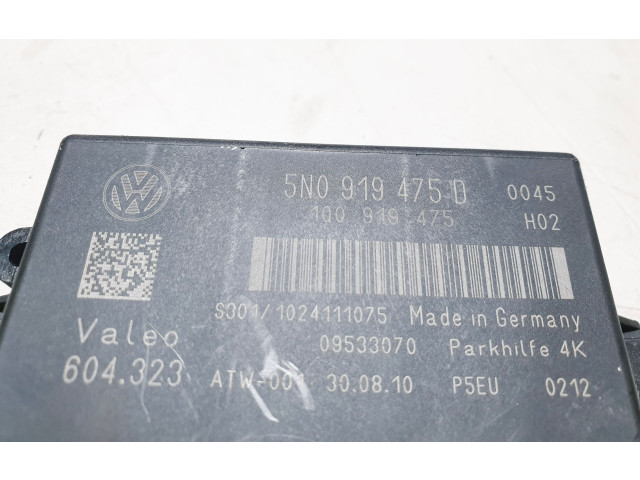 5N0 919 475 D 0045
1Q0 919 475 H02
S301/1024111075 Made in Germany
Valeo 09533070 Parkhilfe 4K
604.323 ATW-001 30.08.10 P5EU 0212